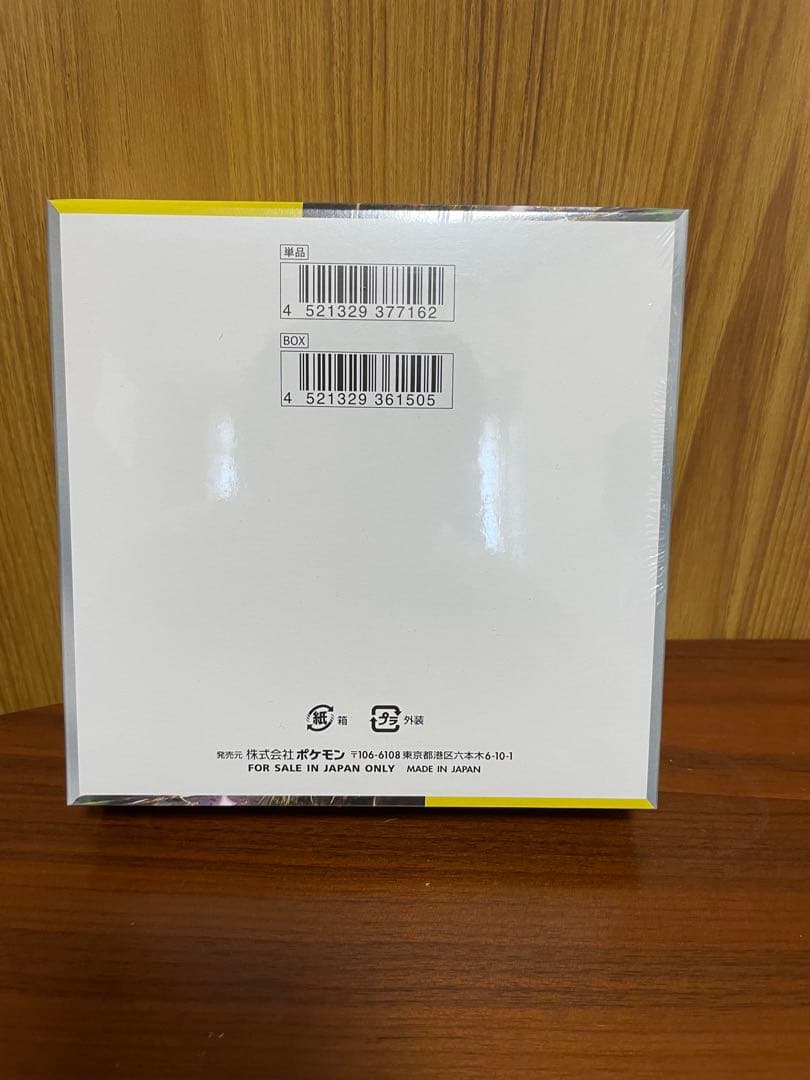 単品
4 521329 377162
BOX
4 521329 361505
紙 箱 プラ 外装
発売元 株式会社 ポケモン 〒106-6108 東京都港区六本木6-10-1
FOR SALE IN JAPAN ONLY MADE IN JAPAN